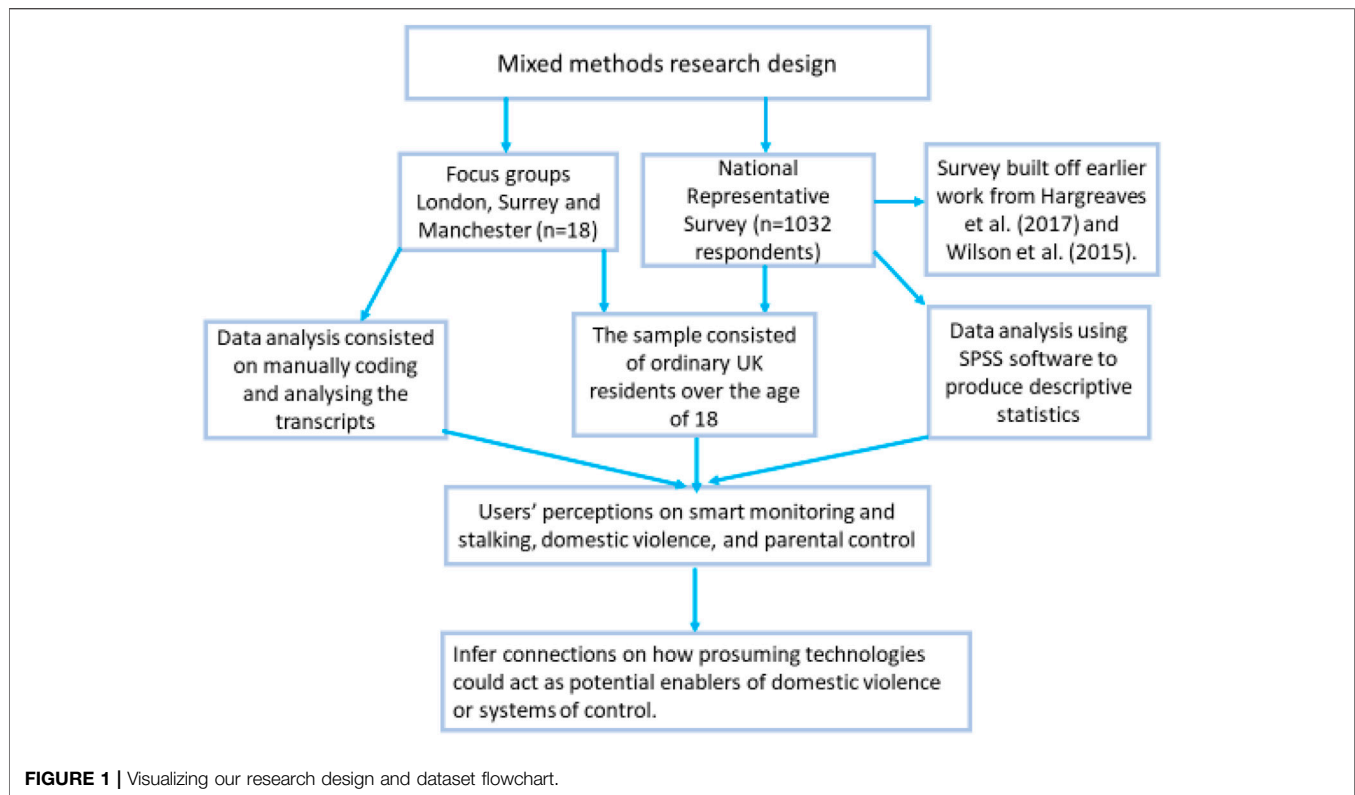 Mixed methods research design
Focus groups
London, Surrey and
Manchester (n=18)
National
Representative
Survey (n=1032
respondents)
Survey built off earlier
work from Hargreaves
et al. (2017) and
Wilson et al. (2015).
Data analysis consisted
on manually coding
and analysing the
transcripts
The sample consisted
of ordinary UK
residents over the age
of 18
Data analysis using
SPSS software to
produce descriptive
statistics
Users' perceptions on smart monitoring and
stalking, domestic violence, and parental control
Infer connections on how prosuming technologies
could act as potential enablers of domestic violence
or systems of control.
FIGURE 1 | Visualizing our research design and dataset flowchart.